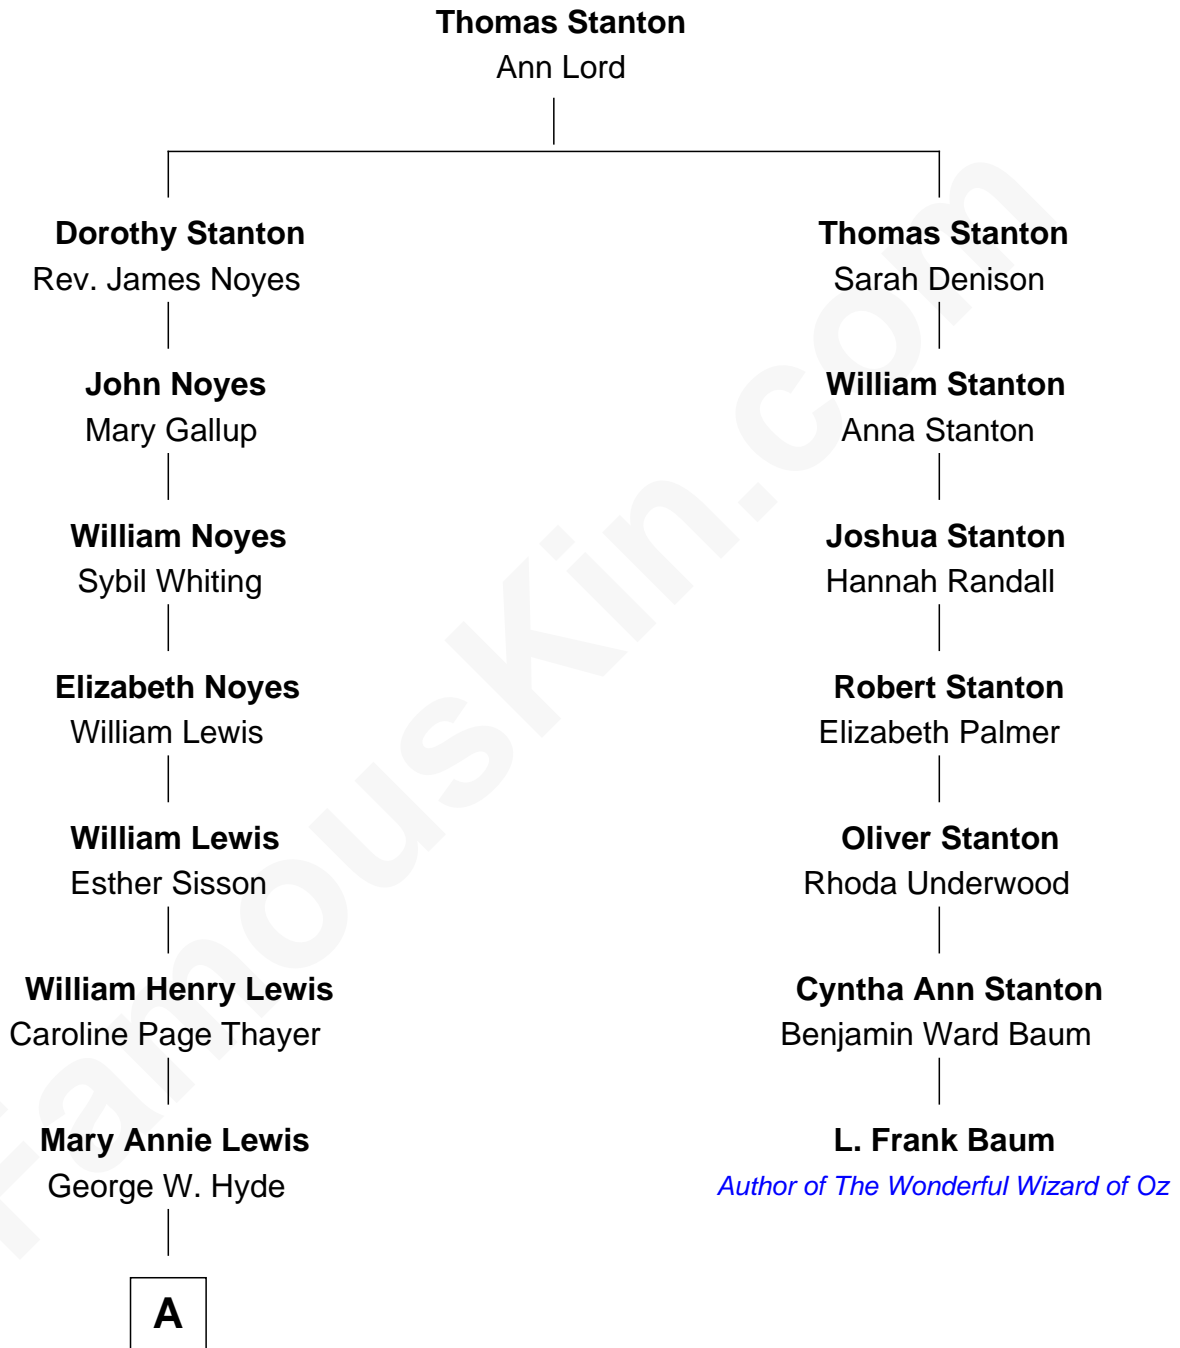 Thomas Stanton
Ann Lord
Dorothy Stanton
Rev. James Noyes
Thomas Stanton
Sarah Denison
John Noyes
Mary Gallup
William Stanton
Anna Stanton
William Noyes
Sybil Whiting
Joshua Stanton
Hannah Randall
Elizabeth Noyes
William Lewis
Robert Stanton
Elizabeth Palmer
William Lewis
Esther Sisson
Oliver Stanton
Rhoda Underwood
William Henry Lewis
Caroline Page Thayer
Cyntha Ann Stanton
Benjamin Ward Baum
Mary Annie Lewis
George W. Hyde
L. Frank Baum
Author of The Wonderful Wizard of Oz
A
FamousKin.com